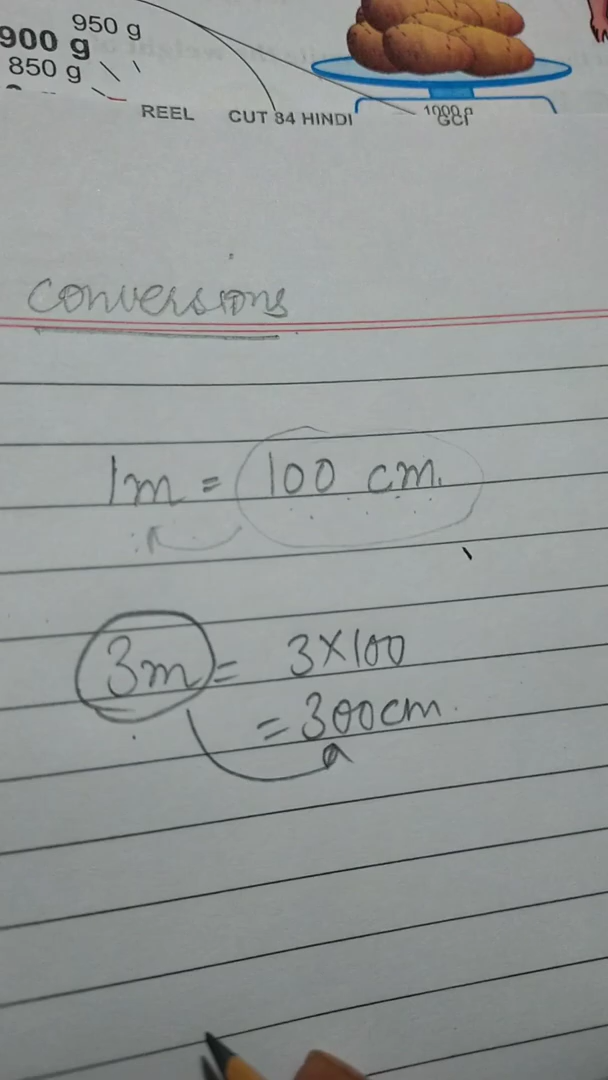 950 g
900 g
850 g
REEL CUT 84 HINDI
conversions
1m = 100 cm.
3m = 3×100
= 300cm.